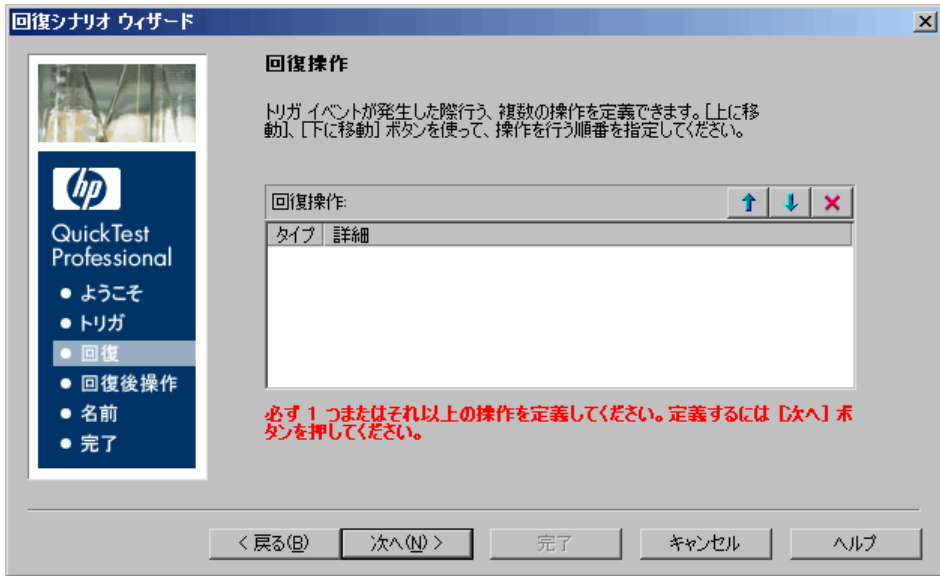 回復シナリオ ウィザード
回復操作
トリガ イベントが発生した際行う、複数の操作を定義できます。[上に移
動]、[下に移動] ボタンを使って、操作を行う順番を指定してください。
hp
QuickTest
Professional
• ようこそ
• トリガ
• 回復
• 回復後操作
• 名前
• 完了
回復操作:
タイプ 詳細
必ず 1 つまたはそれ以上の操作を定義してください。定義するには [次へ] ボ
タンを押してください。
< 戻る(B) 次へ(N) > 完了 キャンセル ヘルプ